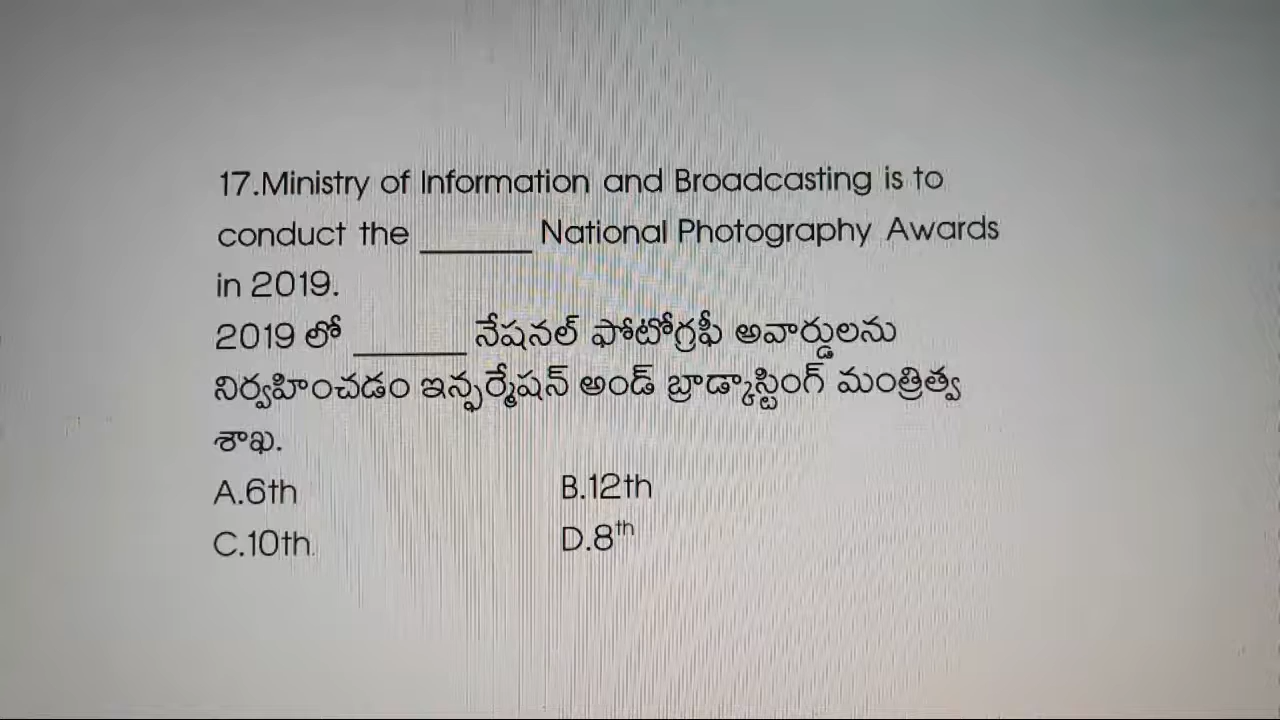 17.Ministry of Information and Broadcasting is to
conduct the ______ National Photography Awards
in 2019.
2019 లో ______ నేషనల్ ఫోటోగ్రఫీ అవార్డులను
నిర్వహించడం ఇన్ఫర్మేషన్ అండ్ బ్రాడ్కాస్టింగ్ మంత్రిత్వ
శాఖ.
A.6th B.12th
C.10th. D.8th